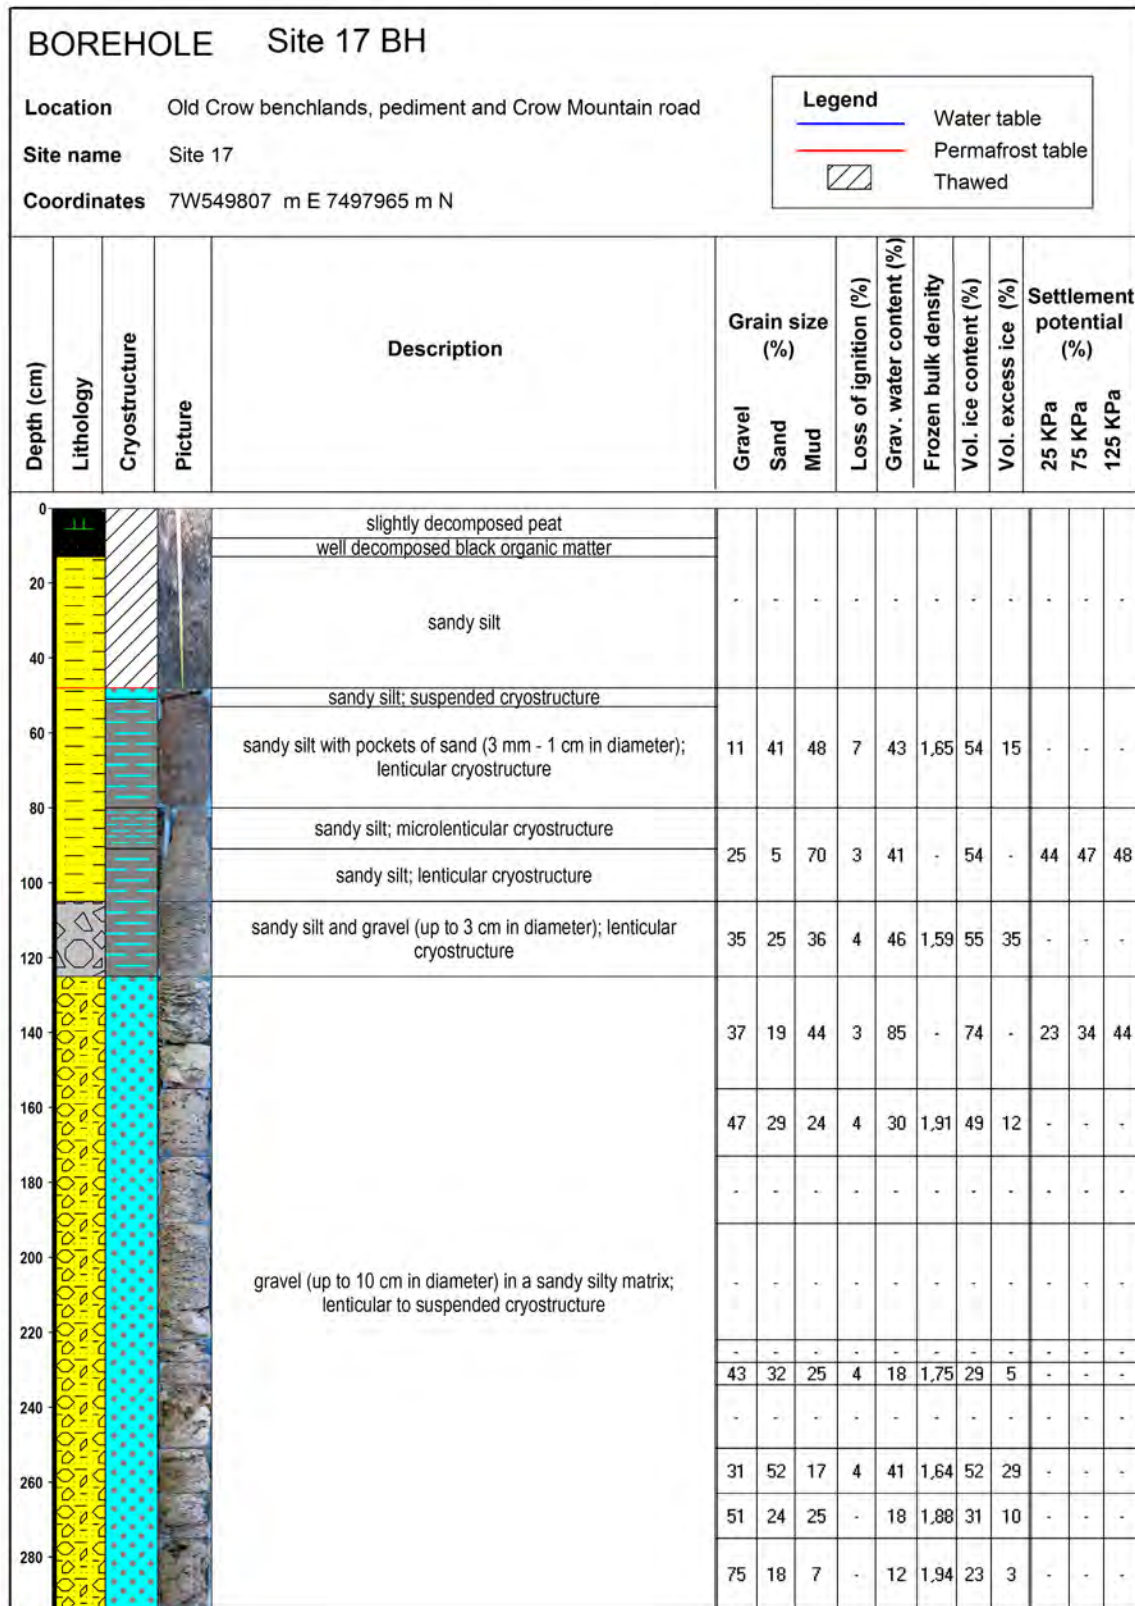 BOREHOLE Site 17 BH
Location Old Crow benchlands, pediment and Crow Mountain road
Site name Site 17
Coordinates 7W549807 m E 7497965 m N
Legend
Water table
Permafrost table
Thawed
Depth (cm)
Lithology
Cryostructure
Picture
Description
Grain size
(%)
Gravel
Sand
Mud
Loss of ignition (%)
Grav. water content (%)
Frozen bulk density
Vol. ice content (%)
Vol. excess ice (%)
Settlement
potential
(%)
25 KPa
75 KPa
125 KPa
0
slightly decomposed peat
well decomposed black organic matter
20
- - - - - - - - - - -
sandy silt
40
sandy silt; suspended cryostructure
60
sandy silt with pockets of sand (3 mm - 1 cm in diameter);
lenticular cryostructure
11 41 48 7 43 1,65 54 15 - - -
80
sandy silt; microlenticular cryostructure
25 5 70 3 41 - 54 - 44 47 48
sandy silt; lenticular cryostructure
100
sandy silt and gravel (up to 3 cm in diameter); lenticular
cryostructure
35 25 36 4 46 1,59 55 35 - - -
120
140
37 19 44 3 85 - 74 - 23 34 44
160
47 29 24 4 30 1,91 49 12 - - -
180
- - - - - - - - - - -
200
gravel (up to 10 cm in diameter) in a sandy silty matrix;
lenticular to suspended cryostructure
- - - - - - - - - - -
220
- - - - - - - - - - -
43 32 25 4 18 1,75 29 5 - - -
240
- - - - - - - - - - -
31 52 17 4 41 1,64 52 29 - - -
260
51 24 25 - 18 1,88 31 10 - - -
280
75 18 7 - 12 1,94 23 3 - - -